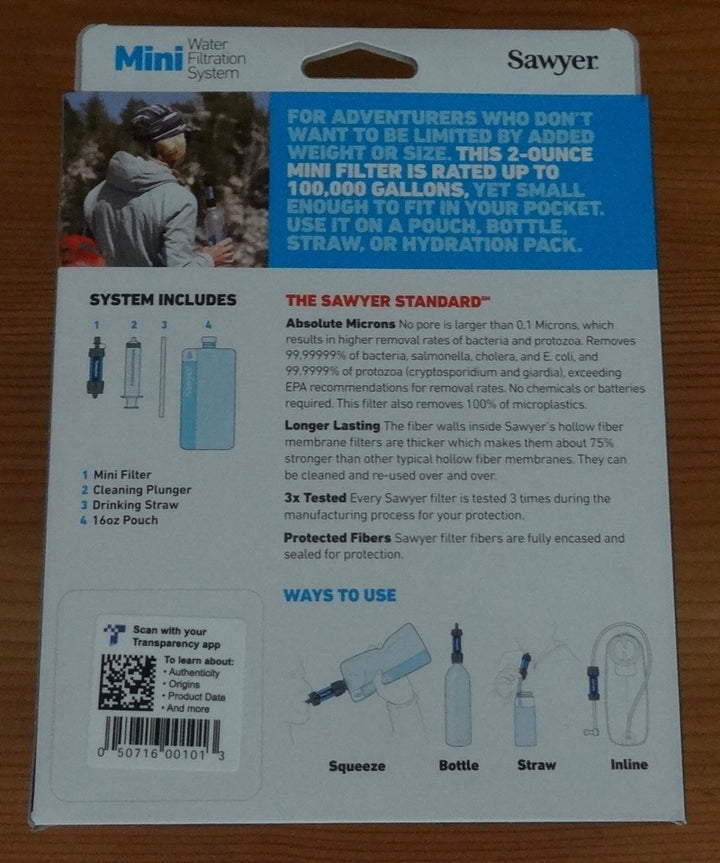 Mini Water
Filtration
System
Sawyer
FOR ADVENTURERS WHO DON'T
WANT TO BE LIMITED BY ADDED
WEIGHT OR SIZE. THIS 2-OUNCE
MINI FILTER IS RATED UP TO
100,000 GALLONS, YET SMALL
ENOUGH TO FIT IN YOUR POCKET.
USE IT ON A POUCH, BOTTLE,
STRAW, OR HYDRATION PACK.
SYSTEM INCLUDES
1 2 3 4
1 Mini Filter
2 Cleaning Plunger
3 Drinking Straw
4 16oz Pouch
THE SAWYER STANDARD℠
Absolute Microns No pore is larger than 0.1 Microns, which
results in higher removal rates of bacteria and protozoa. Removes
99.99999% of bacteria, salmonella, cholera, and E. coli, and
99.9999% of protozoa (cryptosporidium and giardia), exceeding
EPA recommendations for removal rates. No chemicals or batteries
required. This filter also removes 100% of microplastics.
Longer Lasting The fiber walls inside Sawyer's hollow fiber
membrane filters are thicker which makes them about 75%
stronger than other typical hollow fiber membranes. They can
be cleaned and re-used over and over.
3x Tested Every Sawyer filter is tested 3 times during the
manufacturing process for your protection.
Protected Fibers Sawyer filter fibers are fully encased and
sealed for protection.
WAYS TO USE
Squeeze Bottle Straw Inline
Scan with your
Transparency app
To learn about:
• Authenticity
• Origins
• Product Date
• And more
0 50716 00101 3